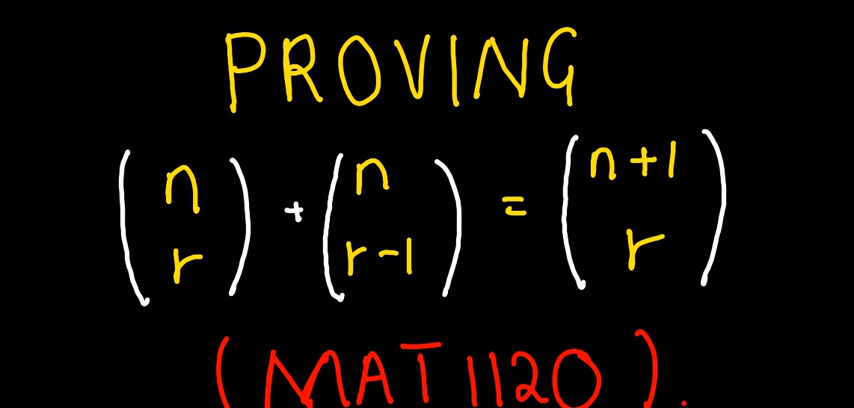 PROVING
(n r) + (n r-1) = (n+1 r)
(MAT1120).